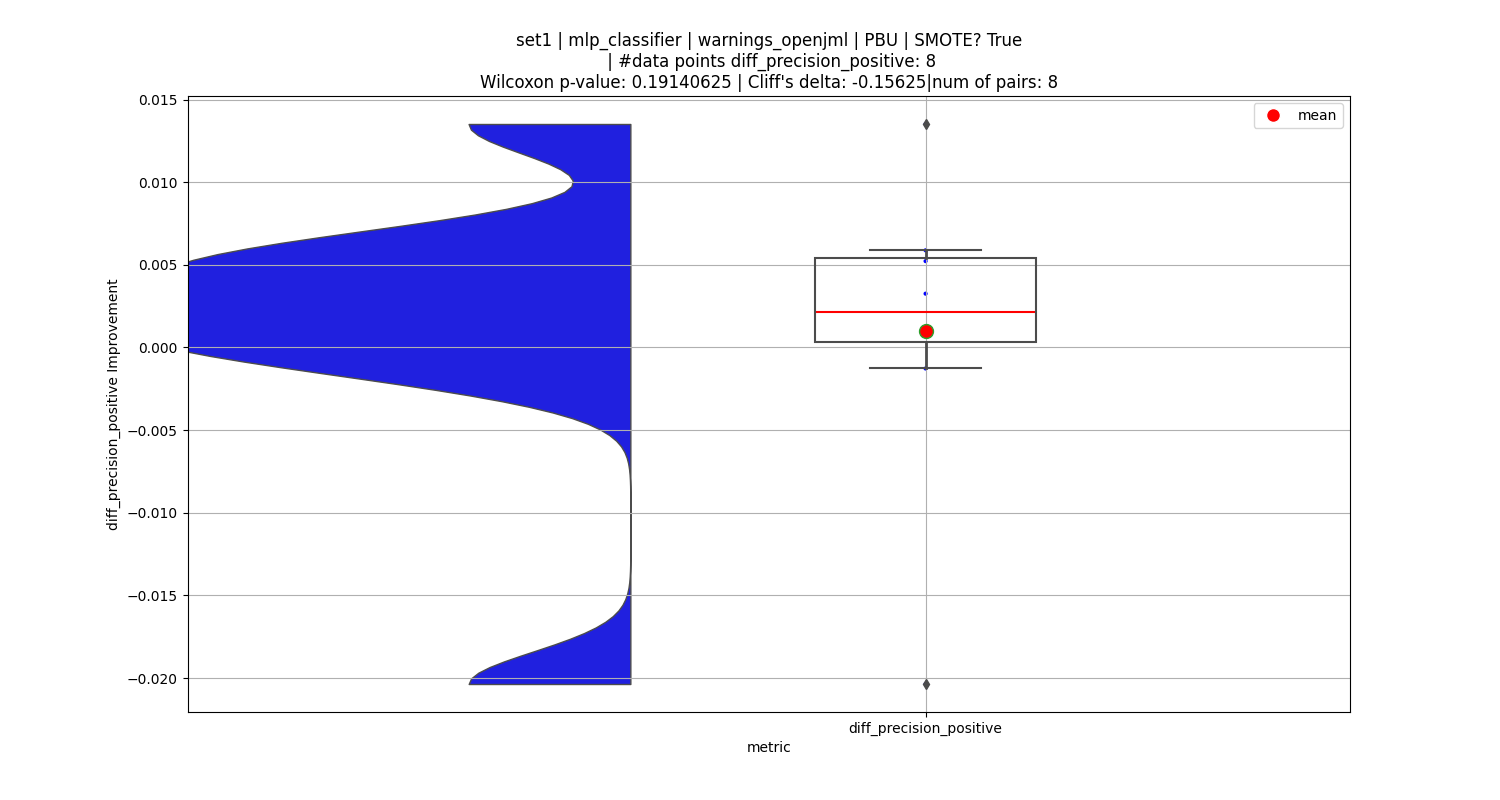 set1 | mlp_classifier | warnings_openjml | PBU | SMOTE? True
| #data points diff_precision_positive: 8
Wilcoxon p-value: 0.19140625 | Cliff's delta: -0.15625|num of pairs: 8
mean
0.015
0.010
0.005
0.000
−0.005
−0.010
−0.015
−0.020
diff_precision_positive Improvement
diff_precision_positive
metric